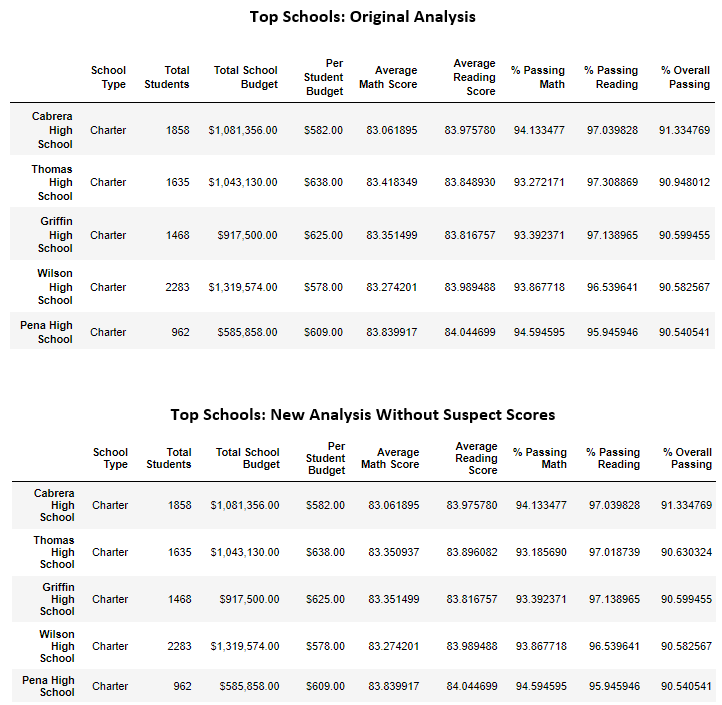 Top Schools: Original Analysis
School Type Total Students Total School Budget Per Student Budget Average Math Score Average Reading Score % Passing Math % Passing Reading % Overall Passing
Cabrera High School Charter 1858 $1,081,356.00 $582.00 83.061895 83.975780 94.133477 97.039828 91.334769
Thomas High School Charter 1635 $1,043,130.00 $638.00 83.418349 83.848930 93.272171 97.308869 90.948012
Griffin High School Charter 1468 $917,500.00 $625.00 83.351499 83.816757 93.392371 97.138965 90.599455
Wilson High School Charter 2283 $1,319,574.00 $578.00 83.274201 83.989488 93.867718 96.539641 90.582567
Pena High School Charter 962 $585,858.00 $609.00 83.839917 84.044699 94.594595 95.945946 90.540541
Top Schools: New Analysis Without Suspect Scores
School Type Total Students Total School Budget Per Student Budget Average Math Score Average Reading Score % Passing Math % Passing Reading % Overall Passing
Cabrera High School Charter 1858 $1,081,356.00 $582.00 83.061895 83.975780 94.133477 97.039828 91.334769
Thomas High School Charter 1635 $1,043,130.00 $638.00 83.350937 83.896082 93.185690 97.018739 90.630324
Griffin High School Charter 1468 $917,500.00 $625.00 83.351499 83.816757 93.392371 97.138965 90.599455
Wilson High School Charter 2283 $1,319,574.00 $578.00 83.274201 83.989488 93.867718 96.539641 90.582567
Pena High School Charter 962 $585,858.00 $609.00 83.839917 84.044699 94.594595 95.945946 90.540541